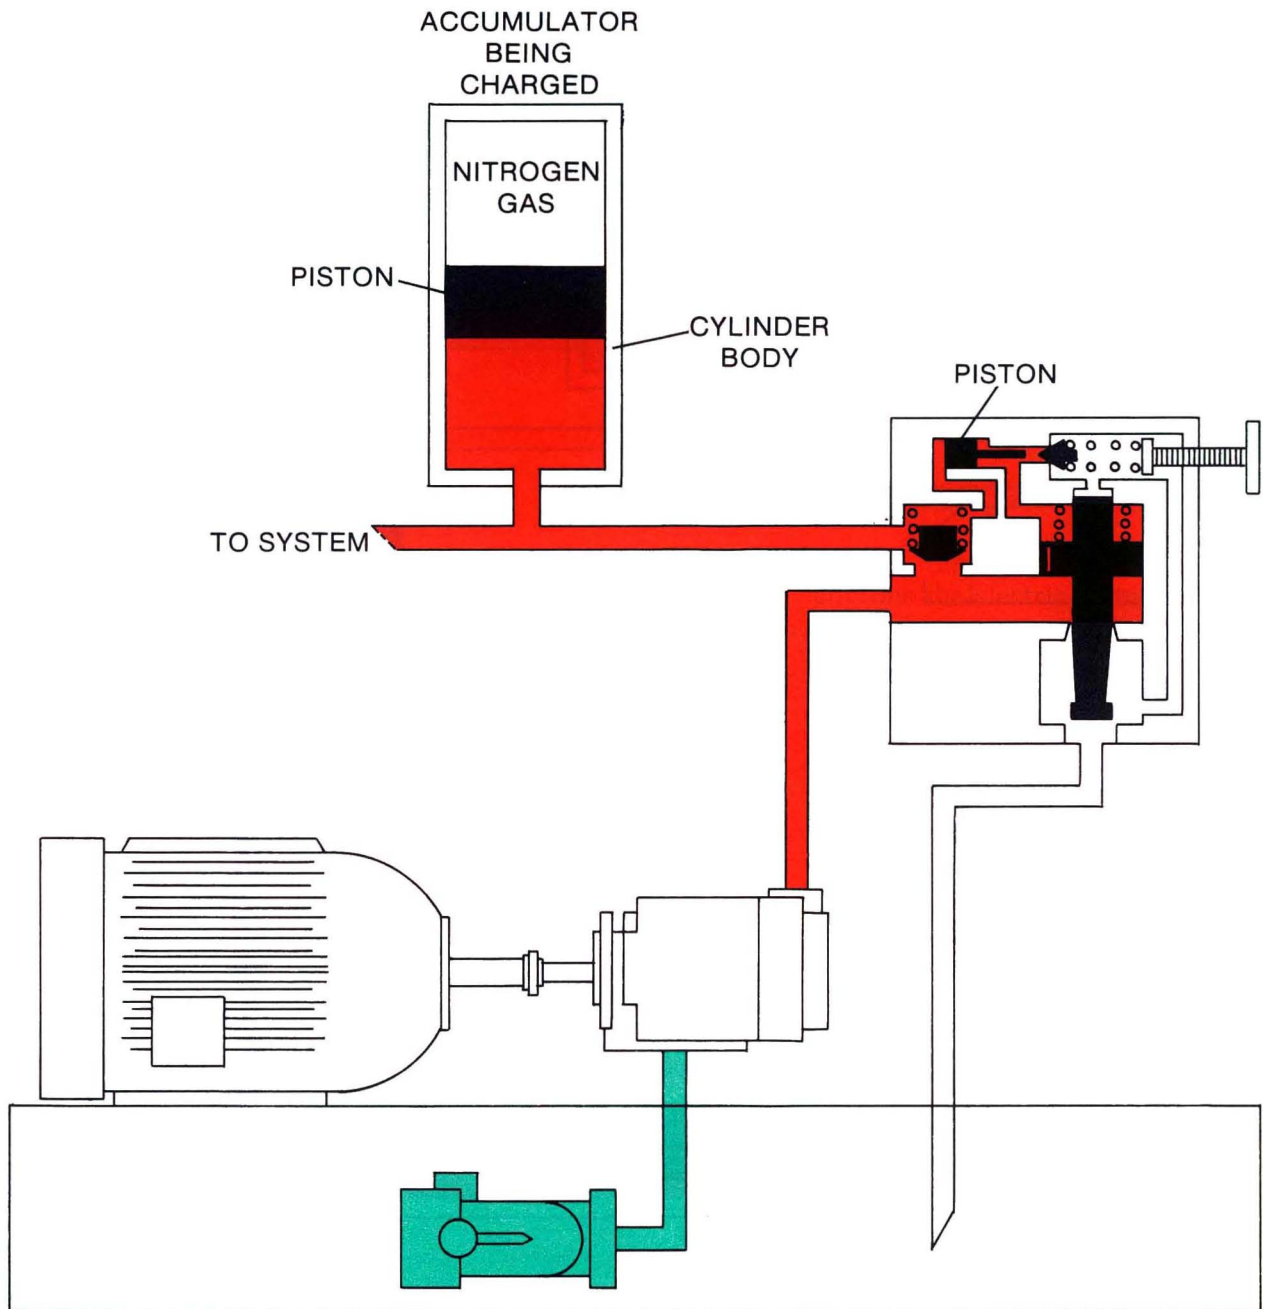 ACCUMULATOR
BEING
CHARGED
NITROGEN
GAS
PISTON
CYLINDER
BODY
PISTON
TO SYSTEM